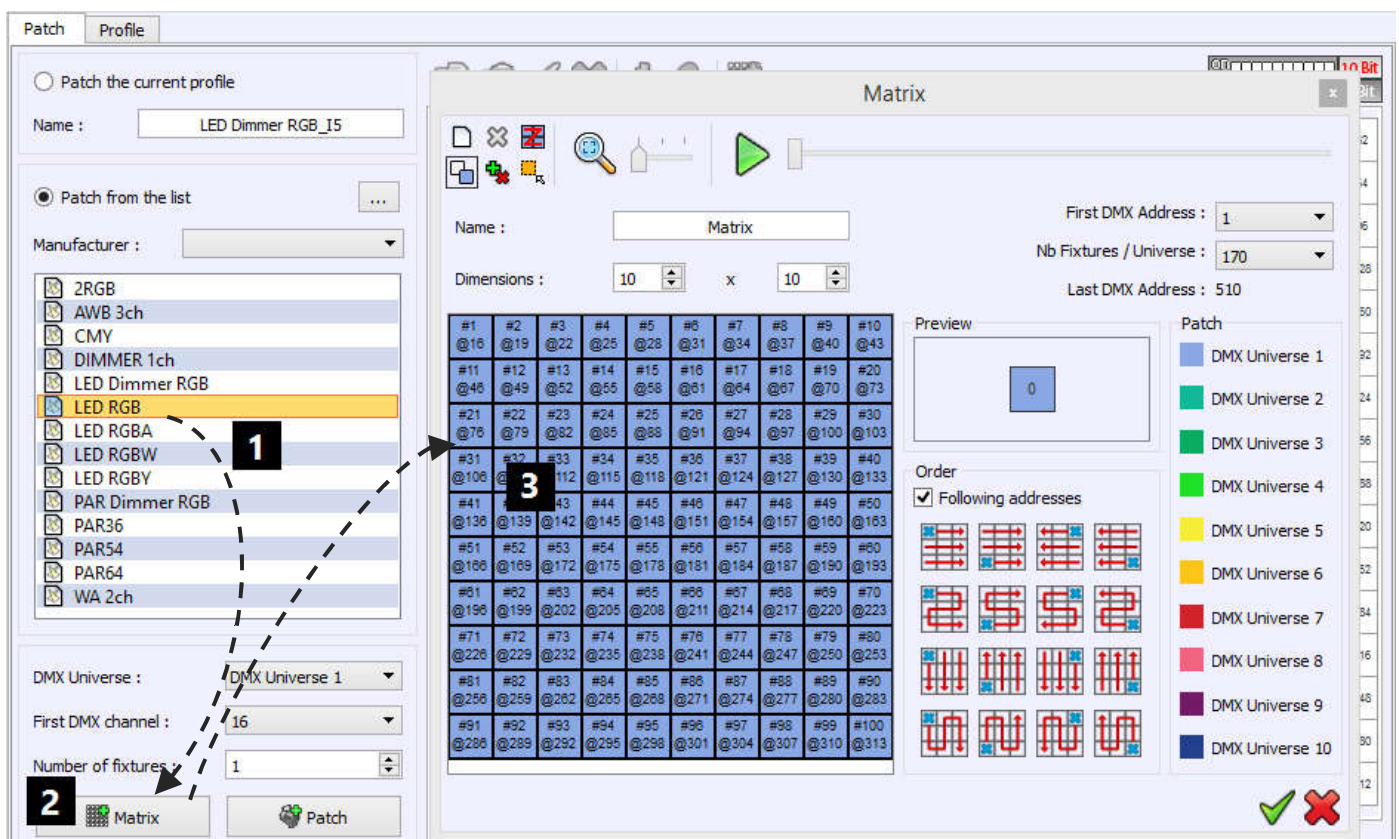 Patch
Profile
Patch the current profile
Name :
LED Dimmer RGB_I5
Patch from the list
...
Manufacturer :
2RGB
AWB 3ch
CMY
DIMMER 1ch
LED Dimmer RGB
LED RGB
LED RGBA
LED RGBW
LED RGBY
PAR Dimmer RGB
PAR36
PAR54
PAR64
WA 2ch
1
DMX Universe :
DMX Universe 1
First DMX channel :
16
Number of fixtures :
1
2
Matrix
Patch
10 Bit
Matrix
x
Name :
Matrix
Dimensions :
10 x 10
First DMX Address :
1
Nb Fixtures / Universe :
170
Last DMX Address : 510
#1 #2 #3 #4 #5 #6 #7 #8 #9 #10
@16 @19 @22 @25 @28 @31 @34 @37 @40 @43
#11 #12 #13 #14 #15 #16 #17 #18 #19 #20
@46 @49 @52 @55 @58 @61 @64 @67 @70 @73
#21 #22 #23 #24 #25 #26 #27 #28 #29 #30
@76 @79 @82 @85 @88 @91 @94 @97 @100 @103
#31 #32 #33 #34 #35 #36 #37 #38 #39 #40
@106 112 @115 @118 @121 @124 @127 @130 @133
3
#41 43 #44 #45 #46 #47 #48 #49 #50
@136 @139 @142 @145 @148 @151 @154 @157 @160 @163
#51 #52 #53 #54 #55 #56 #57 #58 #59 #60
@166 @169 @172 @175 @178 @181 @184 @187 @190 @193
#61 #62 #63 #64 #65 #66 #67 #68 #69 #70
@196 @199 @202 @205 @208 @211 @214 @217 @220 @223
#71 #72 #73 #74 #75 #76 #77 #78 #79 #80
@226 @229 @232 @235 @238 @241 @244 @247 @250 @253
#81 #82 #83 #84 #85 #86 #87 #88 #89 #90
@256 @259 @262 @265 @268 @271 @274 @277 @280 @283
#91 #92 #93 #94 #95 #96 #97 #98 #99 #100
@286 @289 @292 @295 @298 @301 @304 @307 @310 @313
Preview
0
Order
Following addresses
Patch
DMX Universe 1
DMX Universe 2
DMX Universe 3
DMX Universe 4
DMX Universe 5
DMX Universe 6
DMX Universe 7
DMX Universe 8
DMX Universe 9
DMX Universe 10